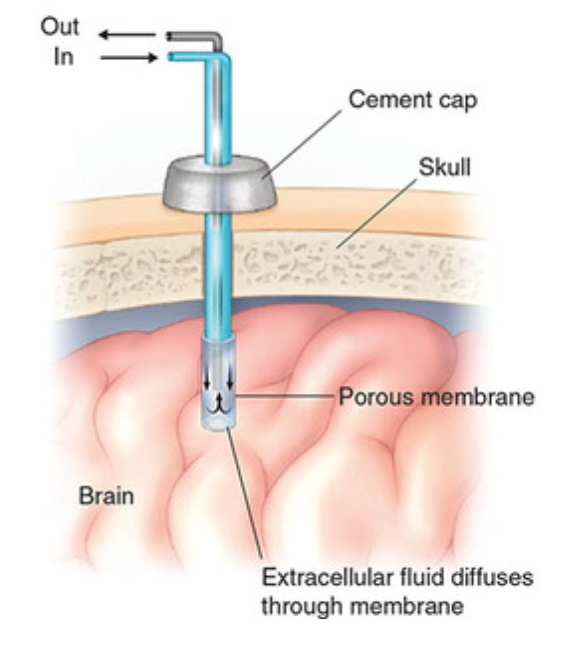 Out
In
Cement cap
Skull
Porous membrane
Brain
Extracellular fluid diffuses
through membrane